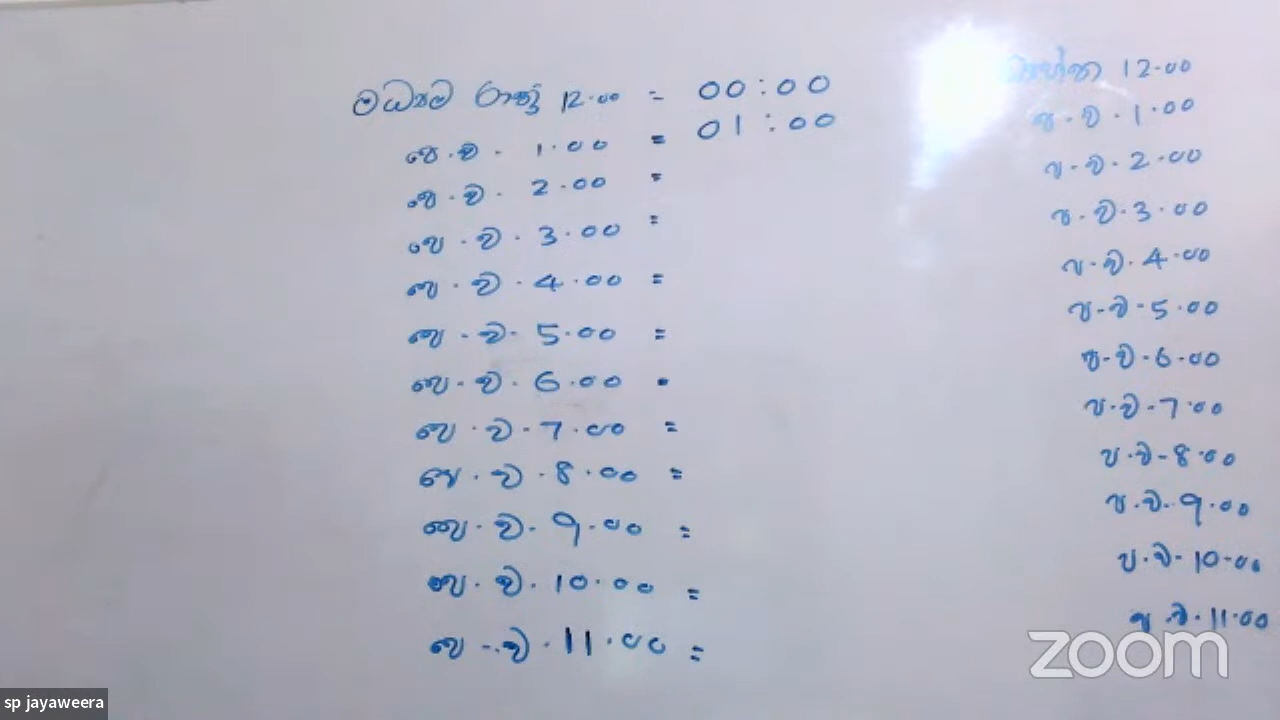 මධ්‍යම රාත්‍රී 12.00 = 00:00
පෙ.ව. 1.00 = 01:00
පෙ.ව. 2.00 =
පෙ.ව. 3.00 =
පෙ.ව. 4.00 =
පෙ.ව. 5.00 =
පෙ.ව. 6.00 =
පෙ.ව. 7.00 =
පෙ.ව. 8.00 =
පෙ.ව. 9.00 =
පෙ.ව. 10.00 =
පෙ.ව. 11.00 =
මධ්‍යහ්න 12.00
ප.ව. 1.00
ප.ව. 2.00
ප.ව. 3.00
ප.ව. 4.00
ප.ව. 5.00
ප.ව. 6.00
ප.ව. 7.00
ප.ව. 8.00
ප.ව. 9.00
ප.ව. 10.00
ප.ව. 11.00
zoom
sp jayaweera